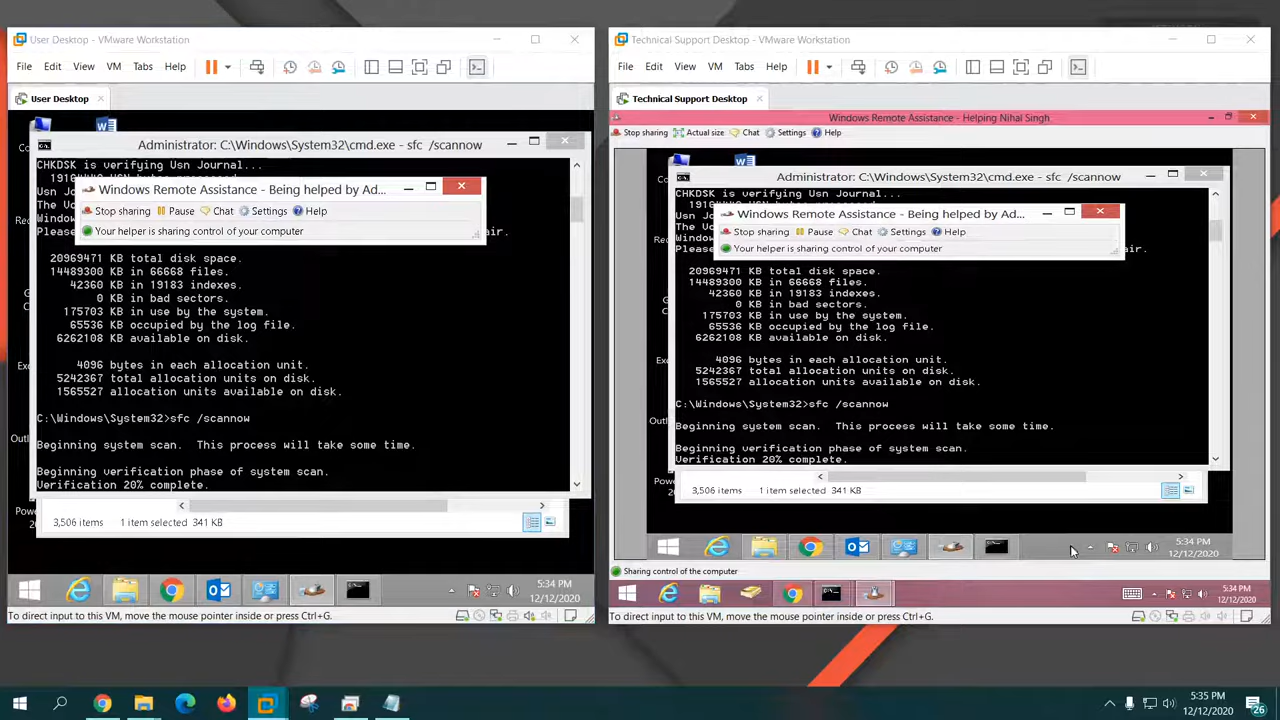 User Desktop - VMware Workstation
File Edit View VM Tabs Help
User Desktop
Administrator: C:\Windows\System32\cmd.exe - sfc /scannow
CHKDSK is verifying Usn Journal...
Windows Remote Assistance - Being helped by Ad...
Stop sharing Pause Chat Settings Help
Your helper is sharing control of your computer
20969471 KB total disk space.
14489300 KB in 66668 files.
42360 KB in 19183 indexes.
0 KB in bad sectors.
175703 KB in use by the system.
65536 KB occupied by the log file.
6262108 KB available on disk.
4096 bytes in each allocation unit.
5242367 total allocation units on disk.
1565527 allocation units available on disk.
C:\Windows\System32>sfc /scannow
Beginning system scan. This process will take some time.
Beginning verification phase of system scan.
Verification 20% complete.
3,506 items 1 item selected 341 KB
5:34 PM
12/12/2020
To direct input to this VM, move the mouse pointer inside or press Ctrl+G.
Technical Support Desktop - VMware Workstation
File Edit View VM Tabs Help
Technical Support Desktop
Windows Remote Assistance - Helping Nihal Singh
Stop sharing Actual size Chat Settings Help
Administrator: C:\Windows\System32\cmd.exe - sfc /scannow
CHKDSK is verifying Usn Journal...
Windows Remote Assistance - Being helped by Ad...
Stop sharing Pause Chat Settings Help
Your helper is sharing control of your computer
20969471 KB total disk space.
14489300 KB in 66668 files.
42360 KB in 19183 indexes.
0 KB in bad sectors.
175703 KB in use by the system.
65536 KB occupied by the log file.
6262108 KB available on disk.
4096 bytes in each allocation unit.
5242367 total allocation units on disk.
1565527 allocation units available on disk.
C:\Windows\System32>sfc /scannow
Beginning system scan. This process will take some time.
Beginning verification phase of system scan.
Verification 20% complete.
3,506 items 1 item selected 341 KB
5:34 PM
12/12/2020
Sharing control of the computer
5:34 PM
12/12/2020
To direct input to this VM, move the mouse pointer inside or press Ctrl+G.
5:35 PM
12/12/2020
26